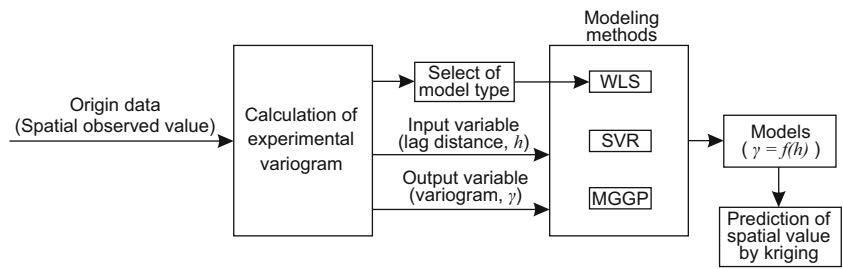 Origin data
(Spatial observed value)
Calculation of
experimental
variogram
Select of
model type
Input variable
(lag distance, h)
Output variable
(variogram, γ)
Modeling
methods
WLS
SVR
MGGP
Models
( γ = f(h) )
Prediction of
spatial value
by kriging